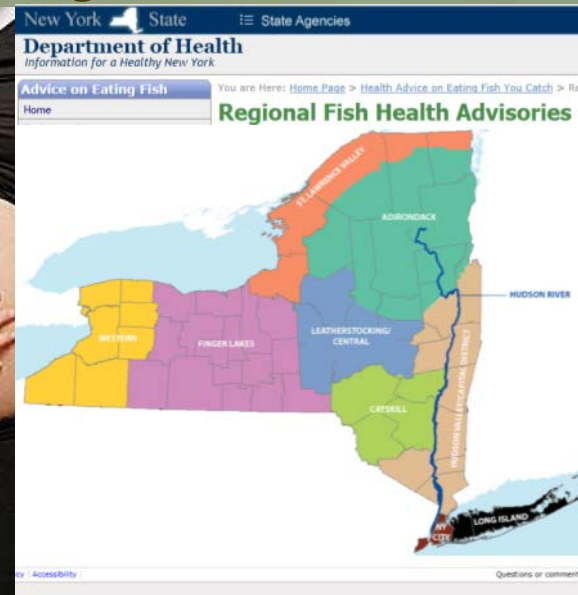 New York State State Agencies
Department of Health
Information for a Healthy New York
Advice on Eating Fish
You are Here: Home Page > Health Advice on Eating Fish You Catch >
Home
Regional Fish Health Advisories
ST. LAWRENCE VALLEY
ADIRONDACK
HUDSON RIVER
LEATHERSTOCKING/
CENTRAL
WESTERN
FINGER LAKES
HUDSON VALLEY/CAPITAL DISTRICT
CATSKILL
NY
CITY
LONG ISLAND
Accessibility
Questions or comment